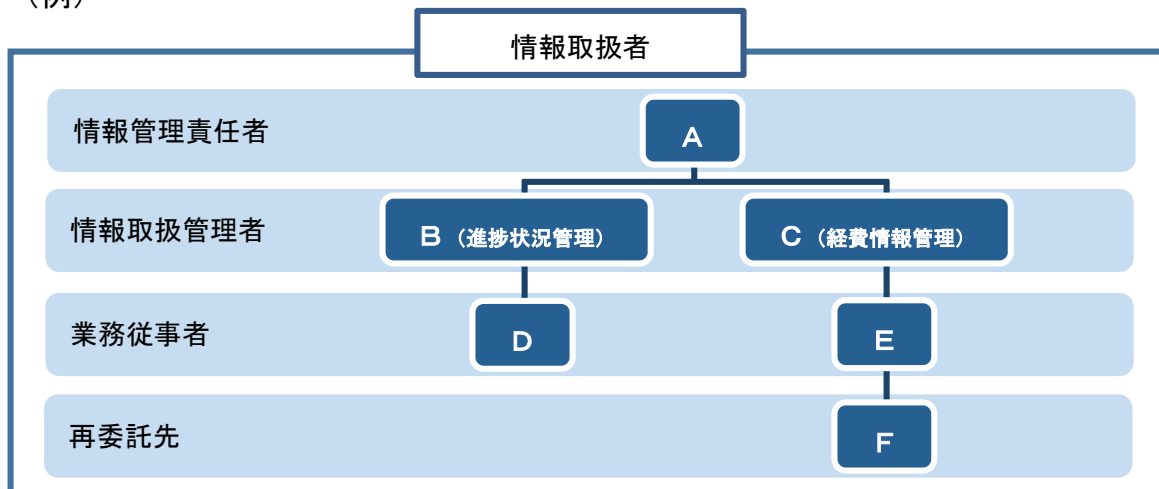 （例）
情報取扱者
情報管理責任者
A
情報取扱管理者
B（進捗状況管理）
C（経費情報管理）
業務従事者
D
E
再委託先
F